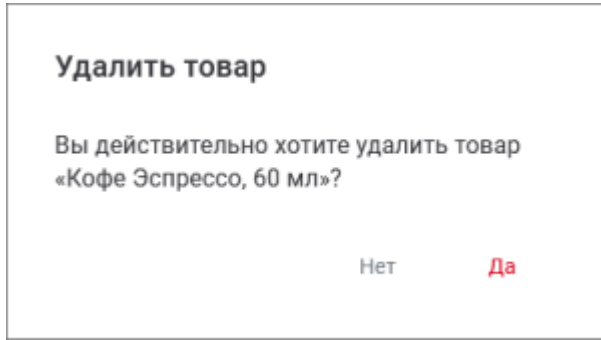 Удалить товар
Вы действительно хотите удалить товар
«Кофе Эспрессо, 60 мл»?
Нет Да